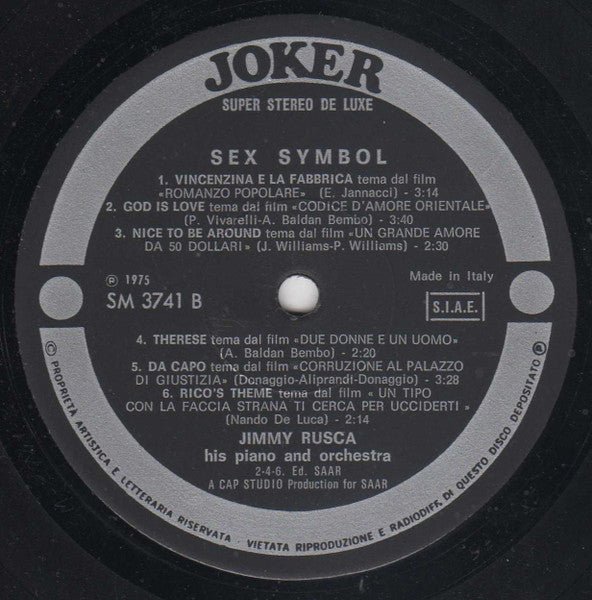 JOKER
SUPER STEREO DE LUXE
SEX SYMBOL
1. VINCENZINA E LA FABBRICA tema dal film
«ROMANZO POPOLARE» (E. Jannacci) - 3:14
2. GOD IS LOVE tema dal film «CODICE D'AMORE ORIENTALE»
(P. Vivarelli-A. Baldan Bembo) - 3:40
3. NICE TO BE AROUND tema dal film «UN GRANDE AMORE
DA 50 DOLLARI» (J. Williams-P. Williams) - 2:30
℗ 1975
SM 3741 B
Made in Italy
S.I.A.E.
4. THERESE tema dal film «DUE DONNE E UN UOMO»
(A. Baldan Bembo) - 2:20
5. DA CAPO tema dal film «CORRUZIONE AL PALAZZO
DI GIUSTIZIA» (Donaggio-Aliprandi-Donaggio) - 3:28
6. RICO'S THEME tema dal film « UN TIPO
CON LA FACCIA STRANA TI CERCA PER UCCIDERTI »
(Nando De Luca) - 2:14
JIMMY RUSCA
his piano and orchestra
2-4-6. Ed. SAAR
A CAP STUDIO Production for SAAR
© PROPRIETÀ ARTISTICA E LETTERARIA RISERVATA - VIETATA RIPRODUZIONE E RADIODIFF. DI QUESTO DISCO DEPOSITATO ℗